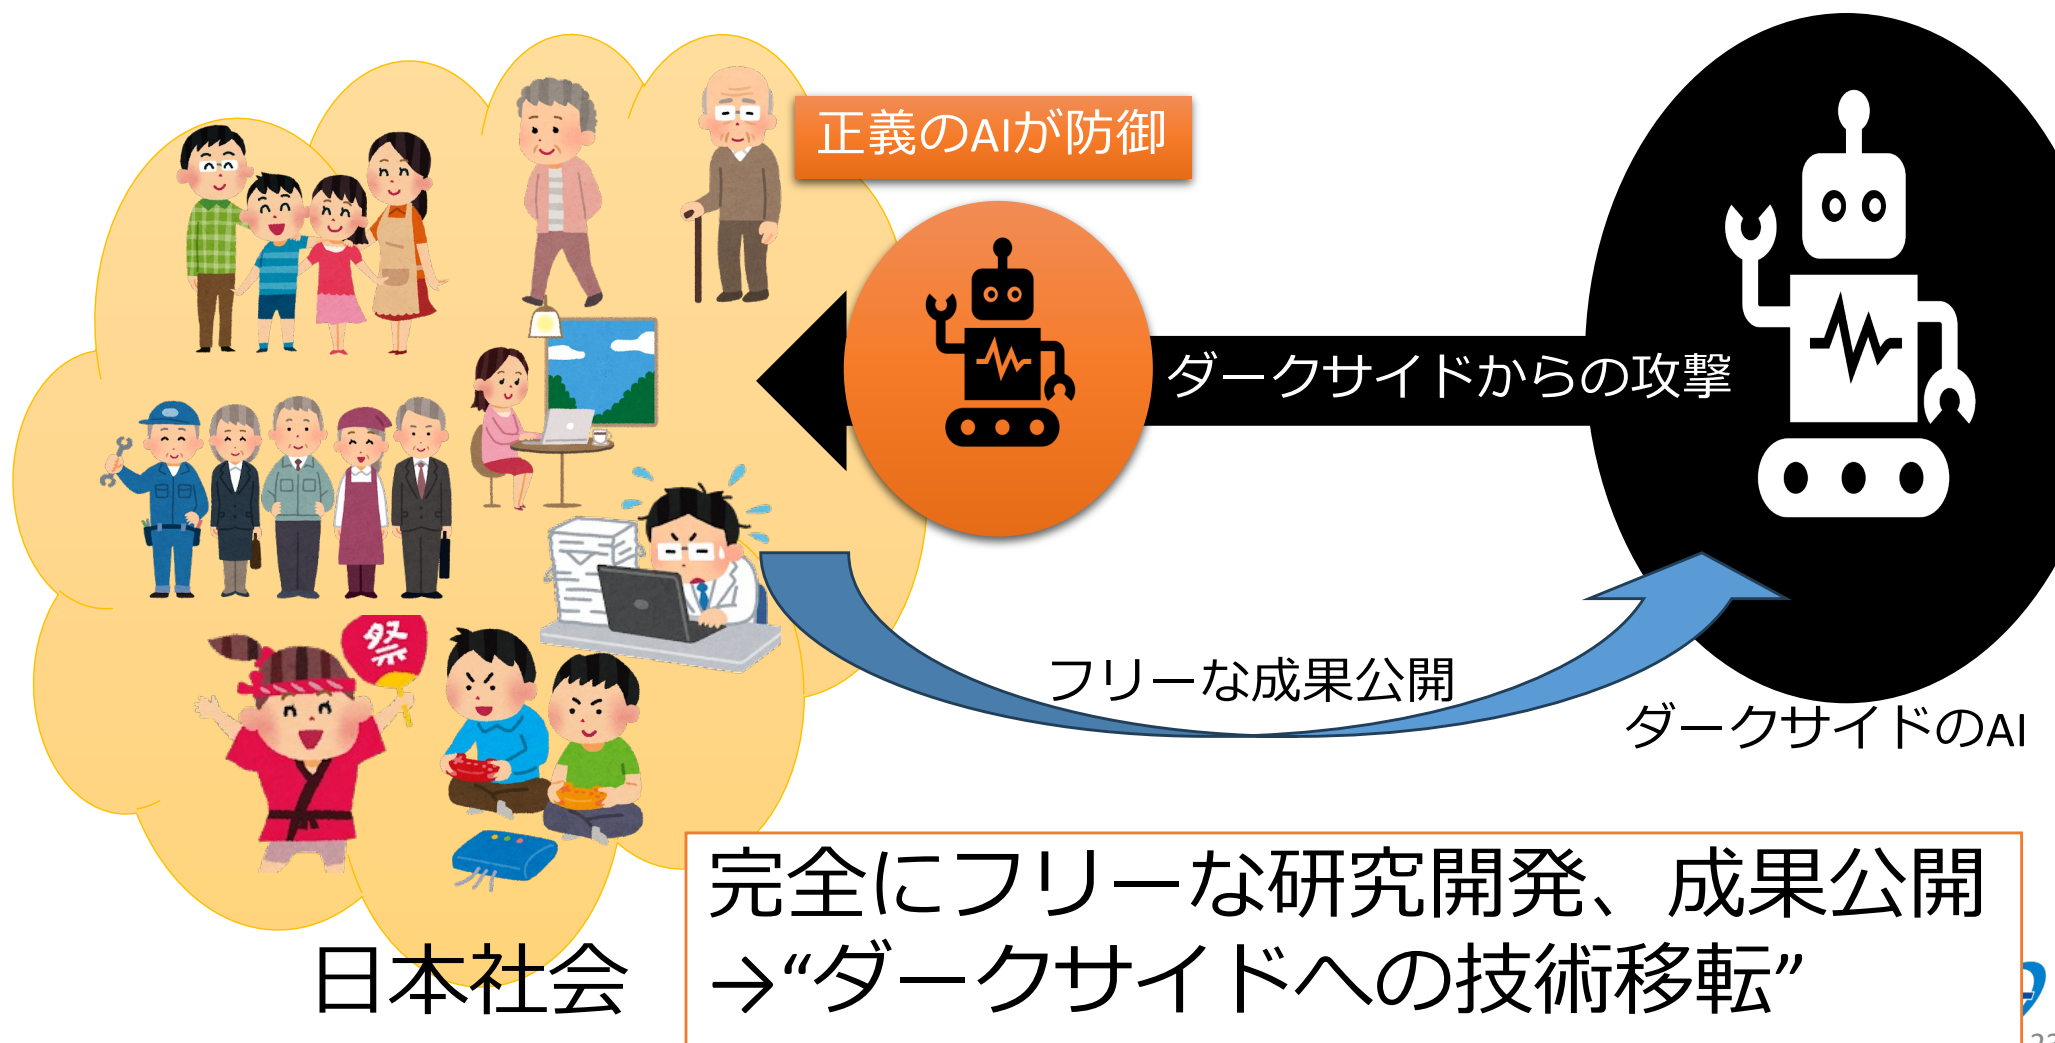 正義のAIが防御
ダークサイドからの攻撃
祭
フリーな成果公開
ダークサイドのAI
日本社会
完全にフリーな研究開発、成果公開
→“ダークサイドへの技術移転”